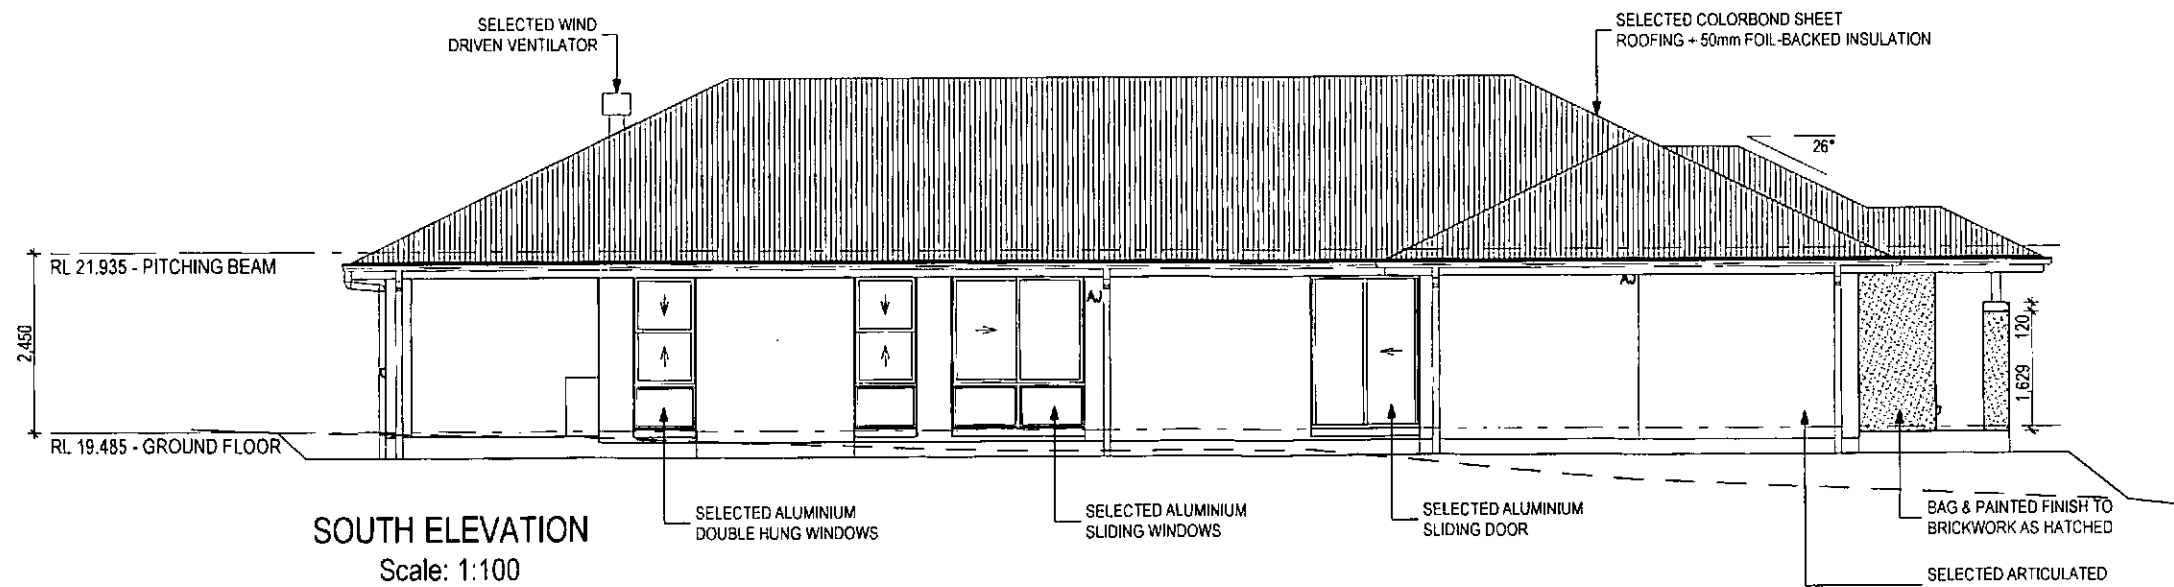 SELECTED WIND
DRIVEN VENTILATOR
SELECTED COLORBOND SHEET
ROOFING + 50mm FOIL-BACKED INSULATION
26°
RL 21.935 - PITCHING BEAM
2,450
AJ
AJ
120
1,629
RL 19.485 - GROUND FLOOR
SOUTH ELEVATION
Scale: 1:100
SELECTED ALUMINIUM
DOUBLE HUNG WINDOWS
SELECTED ALUMINIUM
SLIDING WINDOWS
SELECTED ALUMINIUM
SLIDING DOOR
BAG & PAINTED FINISH TO
BRICKWORK AS HATCHED
SELECTED ARTICULATED